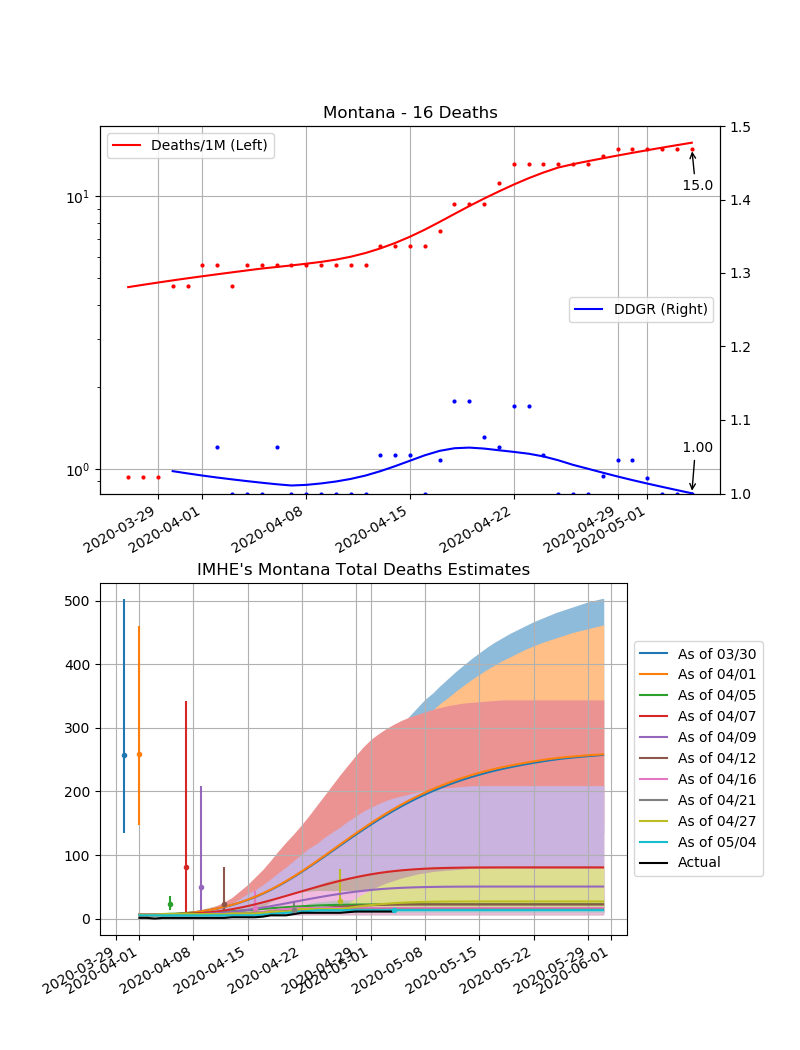 Montana - 16 Deaths
Deaths/1M (Left)
DDGR (Right)
15.0
1.00
10¹
10⁰
1.5
1.4
1.3
1.2
1.1
1.0
2020-03-29
2020-04-01
2020-04-08
2020-04-15
2020-04-22
2020-04-29
2020-05-01
IMHE's Montana Total Deaths Estimates
500
400
300
200
100
0
2020-03-29
2020-04-01
2020-04-08
2020-04-15
2020-04-22
2020-04-29
2020-05-01
2020-05-08
2020-05-15
2020-05-22
2020-05-29
2020-06-01
As of 03/30
As of 04/01
As of 04/05
As of 04/07
As of 04/09
As of 04/12
As of 04/16
As of 04/21
As of 04/27
As of 05/04
Actual